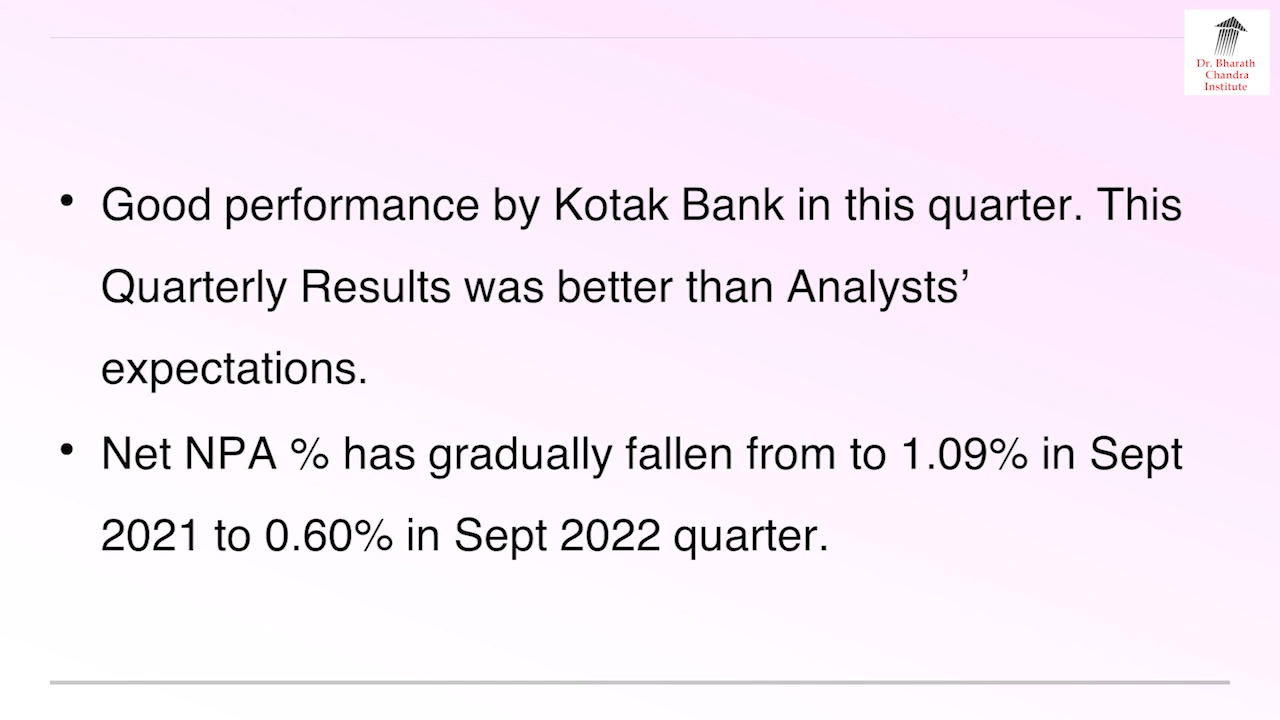 Dr. Bharath
Chandra
Institute
• Good performance by Kotak Bank in this quarter. This
Quarterly Results was better than Analysts’
expectations.
• Net NPA % has gradually fallen from to 1.09% in Sept
2021 to 0.60% in Sept 2022 quarter.